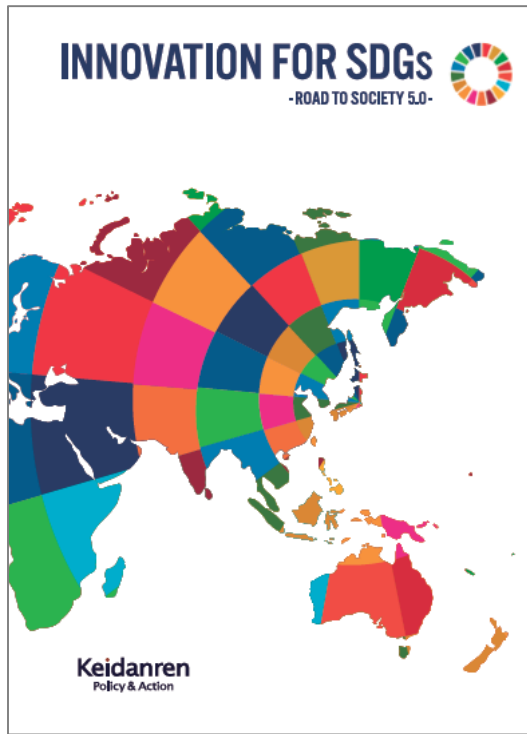 INNOVATION FOR SDGs
-ROAD TO SOCIETY 5.0-
Keidanren
Policy & Action